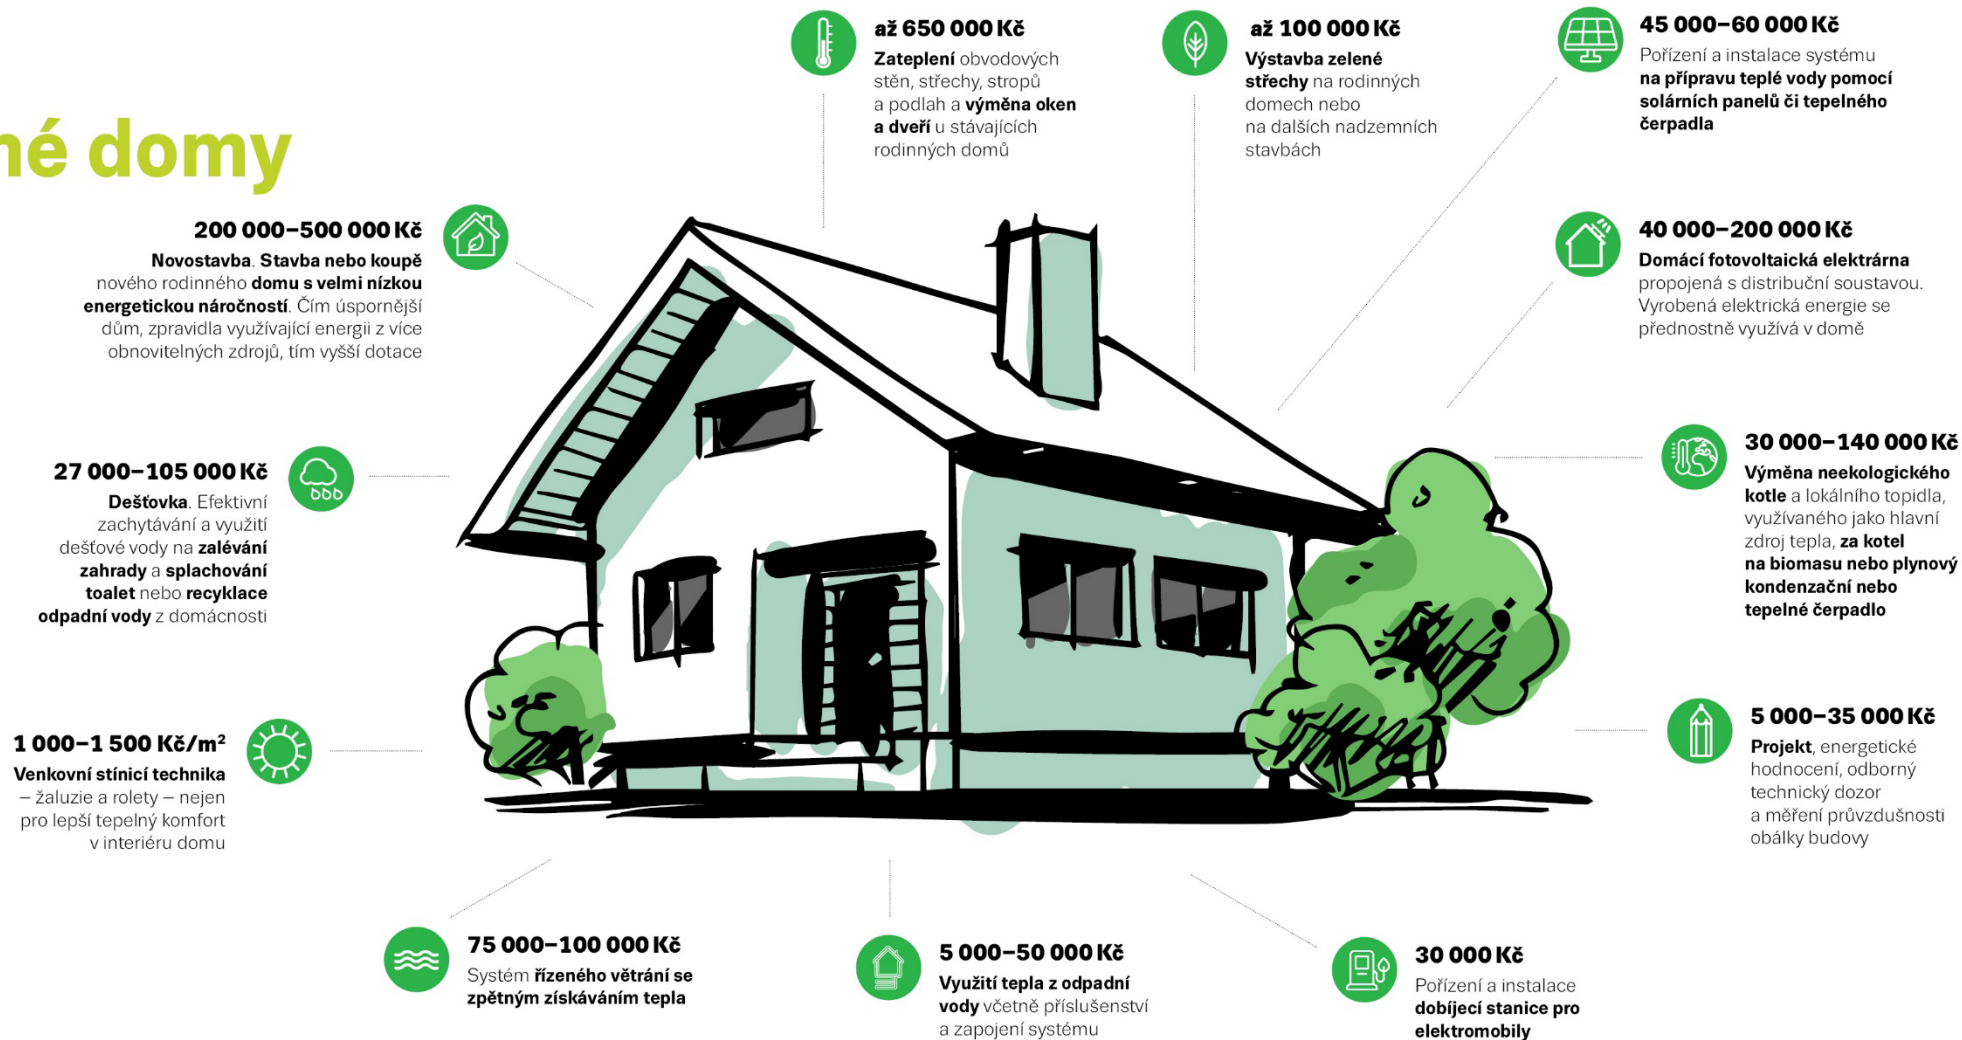 né domy
až 650 000 Kč
Zateplení obvodových
stěn, střechy, stropů
a podlah a výměna oken
a dveří u stávajících
rodinných domů
až 100 000 Kč
Výstavba zelené
střechy na rodinných
domech nebo
na dalších nadzemních
stavbách
45 000–60 000 Kč
Pořízení a instalace systému
na přípravu teplé vody pomocí
solárních panelů či tepelného
čerpadla
200 000–500 000 Kč
Novostavba. Stavba nebo koupě
nového rodinného domu s velmi nízkou
energetickou náročností. Čím úspornější
dům, zpravidla využívající energii z více
obnovitelných zdrojů, tím vyšší dotace
40 000–200 000 Kč
Domácí fotovoltaická elektrárna
propojená s distribuční soustavou.
Vyrobená elektrická energie se
přednostně využívá v domě
27 000–105 000 Kč
Dešťovka. Efektivní
zachytávání a využití
dešťové vody na zalévání
zahrady a splachování
toalet nebo recyklace
odpadní vody z domácnosti
30 000–140 000 Kč
Výměna neekologického
kotle a lokálního topidla,
využívaného jako hlavní
zdroj tepla, za kotel
na biomasu nebo plynový
kondenzační nebo
tepelné čerpadlo
1 000–1 500 Kč/m²
Venkovní stínicí technika
– žaluzie a rolety – nejen
pro lepší tepelný komfort
v interiéru domu
5 000–35 000 Kč
Projekt, energetické
hodnocení, odborný
technický dozor
a měření průvzdušnosti
obálky budovy
75 000–100 000 Kč
Systém řízeného větrání se
zpětným získáváním tepla
5 000–50 000 Kč
Využití tepla z odpadní
vody včetně příslušenství
a zapojení systému
30 000 Kč
Pořízení a instalace
dobíjecí stanice pro
elektromobily